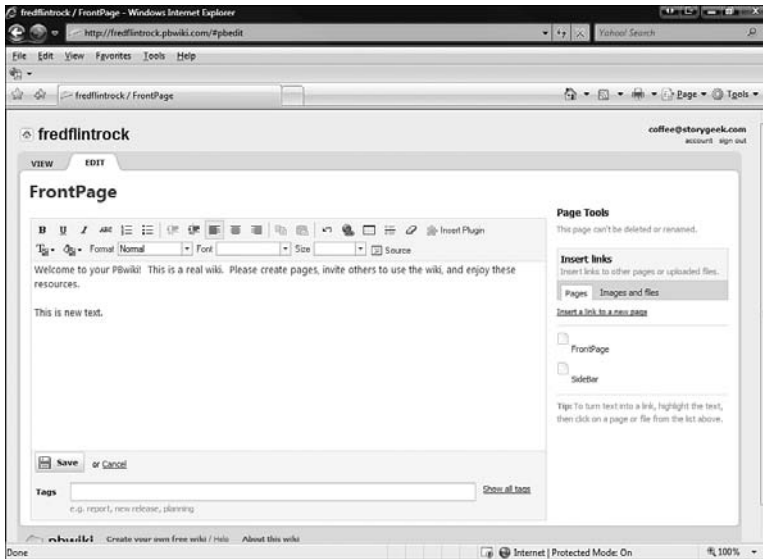 fredflintrock / FrontPage - Windows Internet Explorer
http://fredflintrock.pbwiki.com/#pbedit
Yahoo! Search
File Edit View Favorites Tools Help
fredflintrock / FrontPage
Page Tools
fredflintrock
coffee@storygeek.com
account sign out
VIEW EDIT
FrontPage
B U I ABC
Insert Plugin
Format Normal Font Size Source
Welcome to your PBwiki! This is a real wiki. Please create pages, invite others to use the wiki, and enjoy these
resources.
This is new text.
Save or Cancel
Tags
Show all tags
e.g. report, new release, planning
Page Tools
This page can't be deleted or renamed.
Insert links
Insert links to other pages or uploaded files.
Pages Images and files
Insert a link to a new page
FrontPage
SideBar
Tip: To turn text into a link, highlight the text,
then click on a page or file from the list above.
pbwiki Create your own free wiki / Help About this wiki
Done
Internet | Protected Mode: On
100%